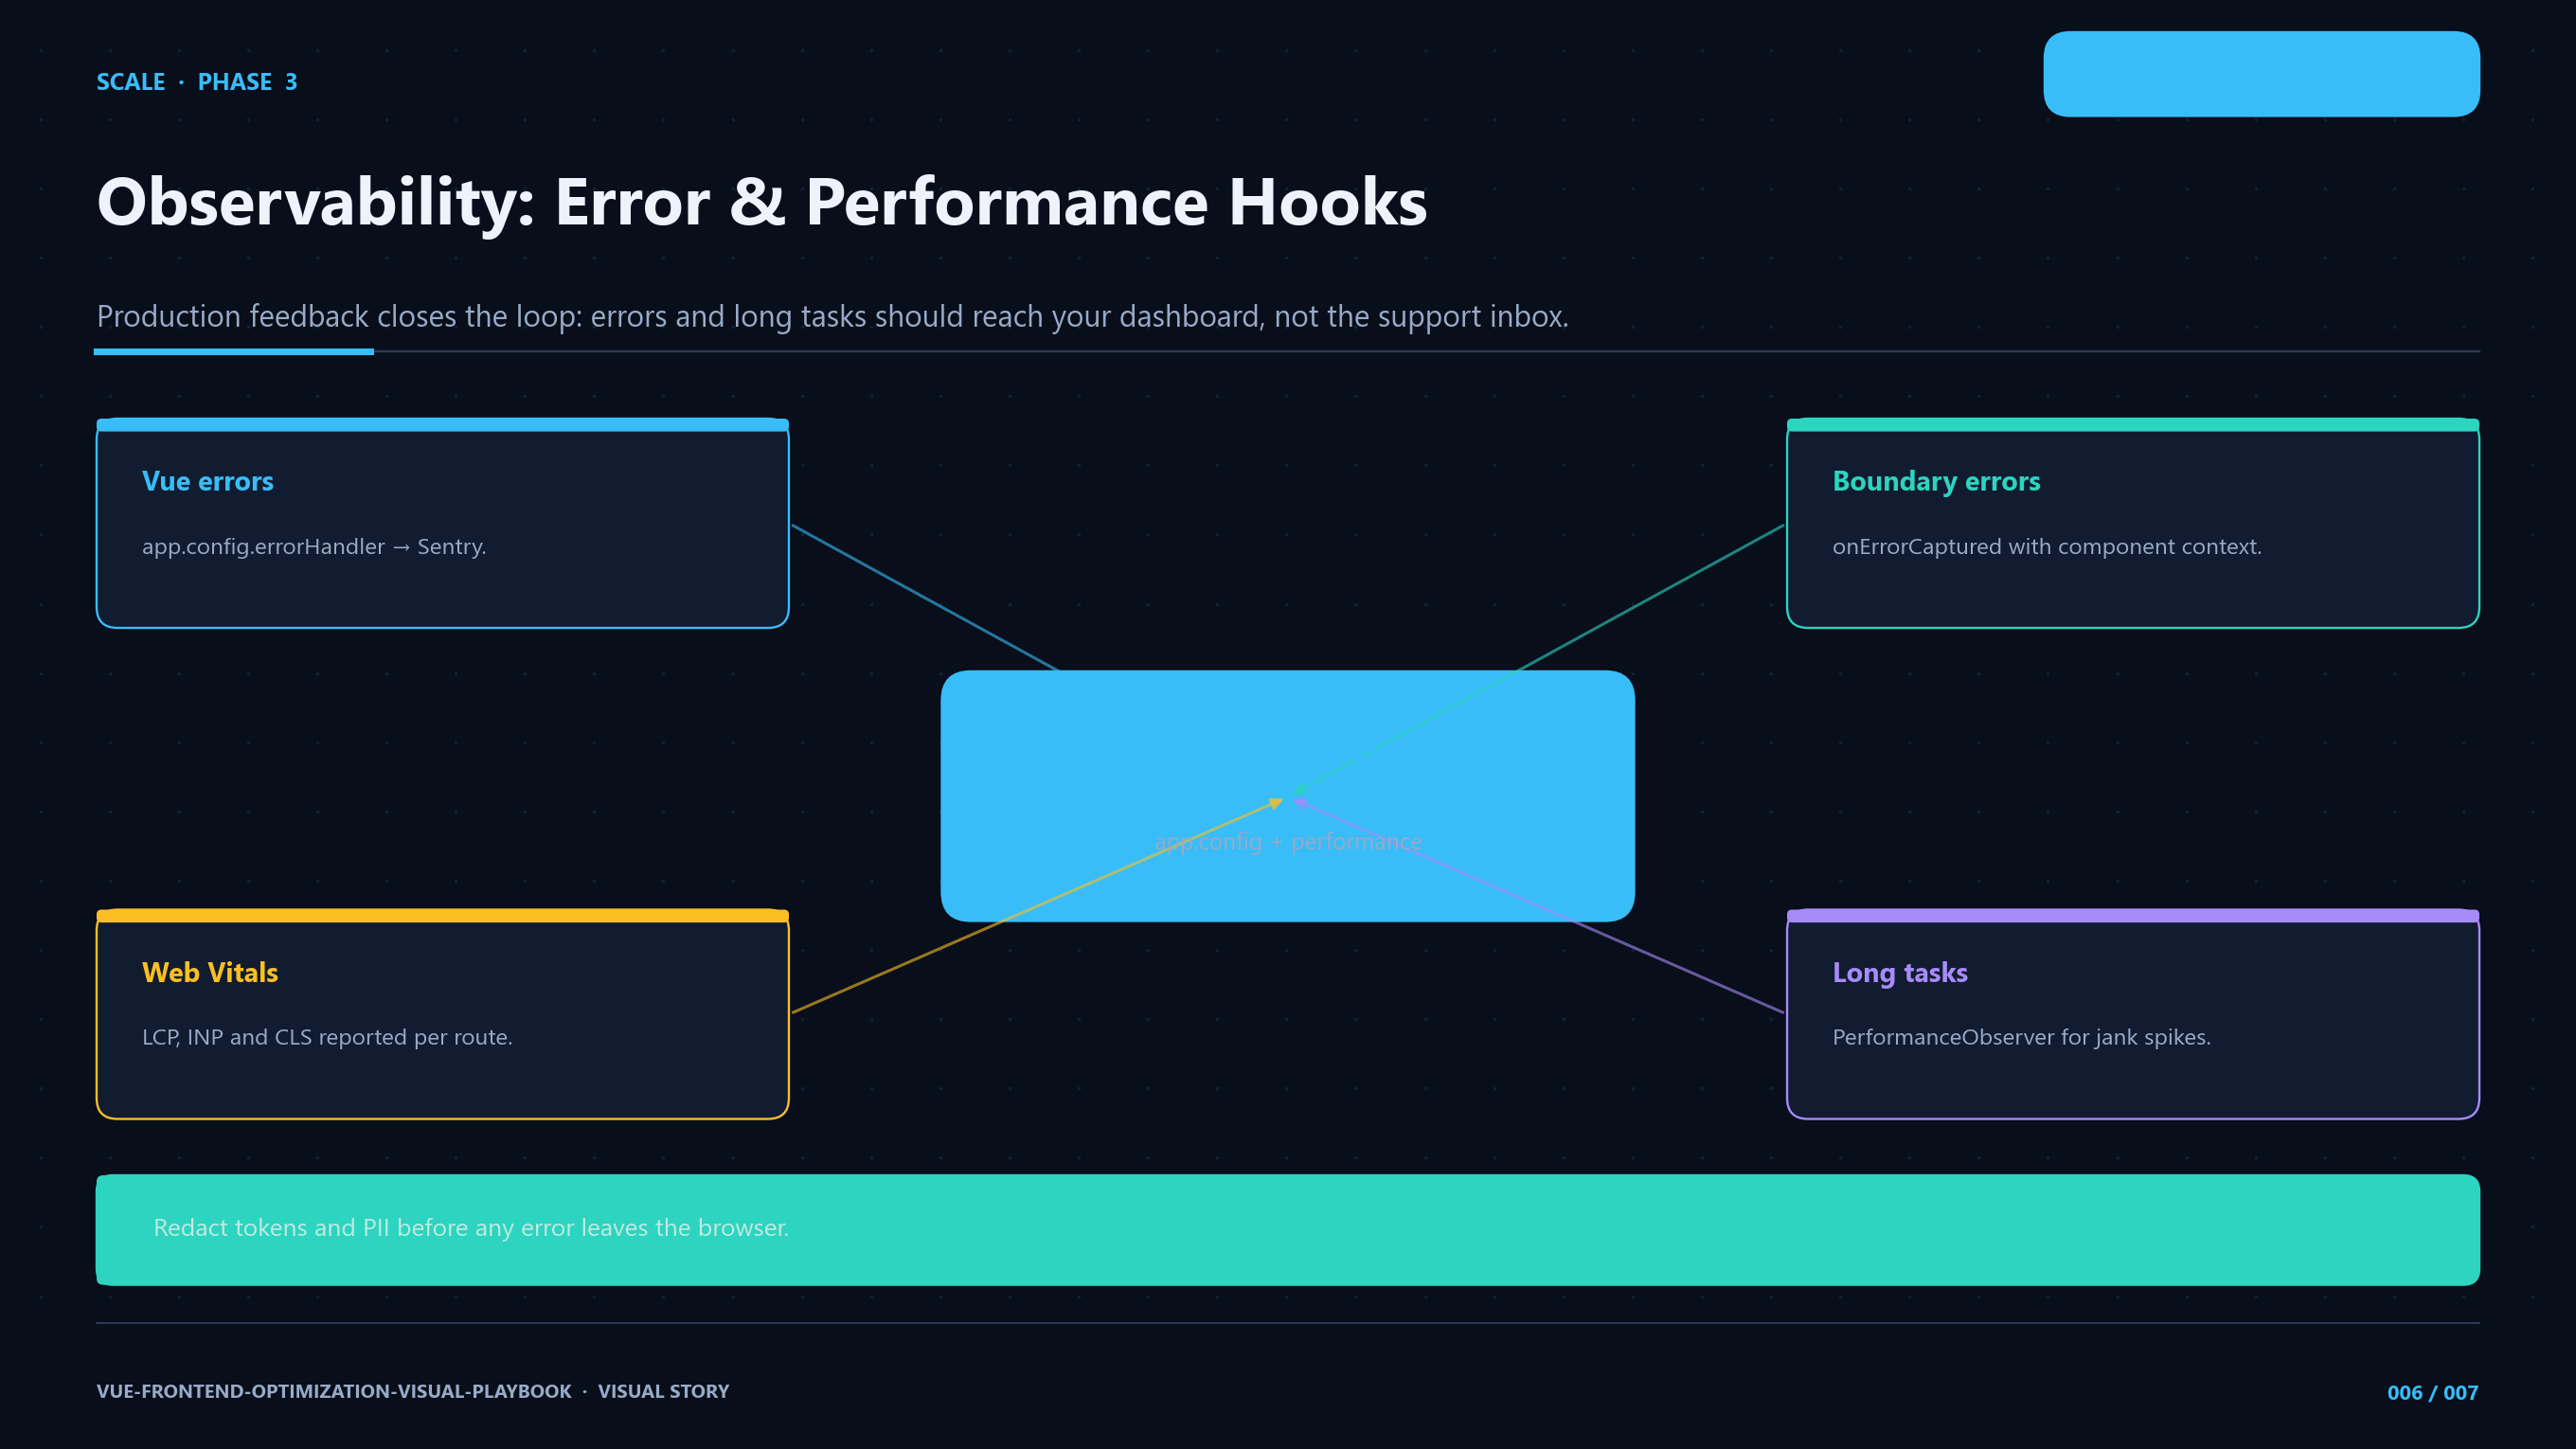 SCALE · PHASE 3
Observability: Error & Performance Hooks
Production feedback closes the loop: errors and long tasks should reach your dashboard, not the support inbox.
Vue errors
app.config.errorHandler → Sentry.
Boundary errors
onErrorCaptured with component context.
app.config + performance
Web Vitals
LCP, INP and CLS reported per route.
Long tasks
PerformanceObserver for jank spikes.
Redact tokens and PII before any error leaves the browser.
VUE-FRONTEND-OPTIMIZATION-VISUAL-PLAYBOOK · VISUAL STORY
006 / 007